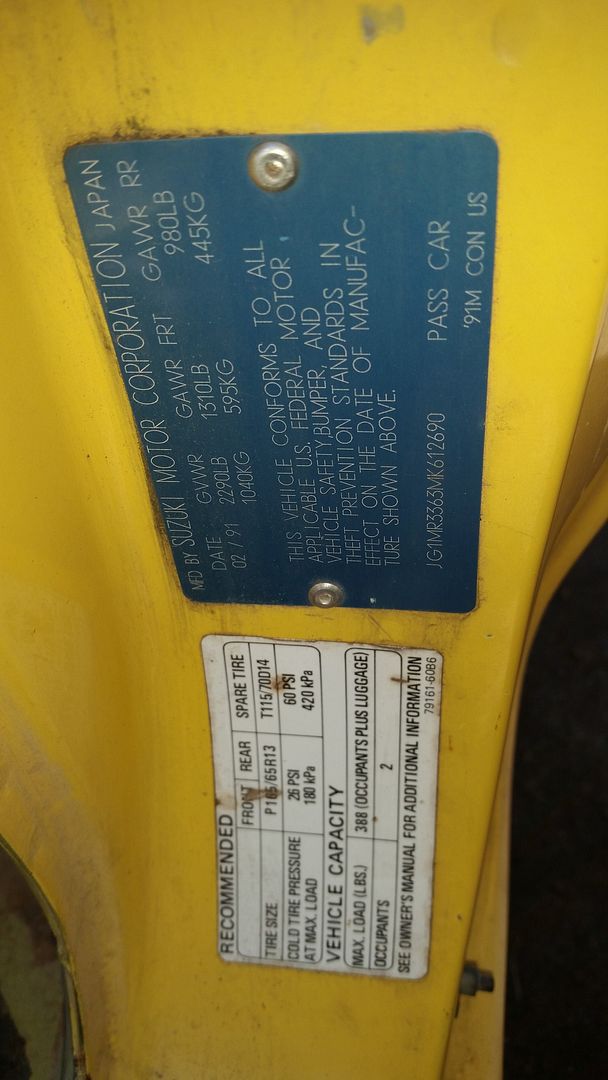 MFD BY SUZUKI MOTOR CORPORATION JAPAN
DATE GVWR GAWR FRT GAWR RR
02 / 91 2290LB 1310LB 980LB
1040KG 595KG 445KG
THIS VEHICLE CONFORMS TO ALL
APPLICABLE U.S. FEDERAL MOTOR
VEHICLE SAFETY,BUMPER, AND
THEFT PREVENTION STANDARDS IN
EFFECT ON THE DATE OF MANUFAC-
TURE SHOWN ABOVE.
JG1MR3363MK612690 PASS CAR
'91M CON US
RECOMMENDED
FRONT REAR SPARE TIRE
TIRE SIZE P165/65R13 T115/70D14
COLD TIRE PRESSURE 26 PSI 60 PSI
AT MAX. LOAD 180 kPa 420 kPa
VEHICLE CAPACITY
MAX. LOAD (LBS.) 388 (OCCUPANTS PLUS LUGGAGE)
OCCUPANTS 2
SEE OWNER'S MANUAL FOR ADDITIONAL INFORMATION
79161-60B6